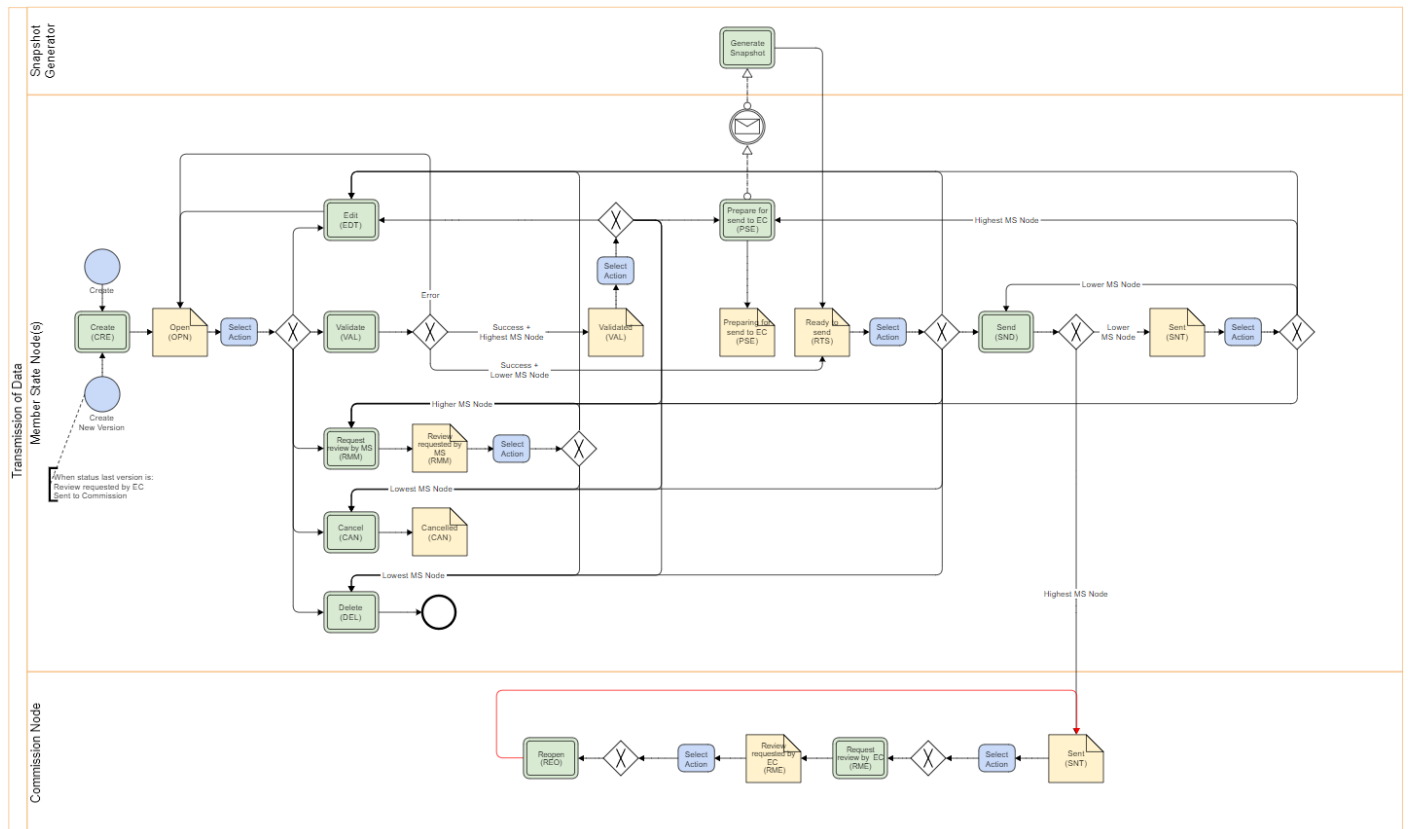 Transmission of Data
Snapshot
Generator
Generate
Snapshot
Member State Node(s)
Create
Create
(CRE)
Create
New Version
When status last version is:
Review requested by EC
Sent to Commission
Open
(OPN)
Select
Action
Edit
(EDT)
Validate
(VAL)
Error
Success +
Highest MS Node
Success +
Lower MS Node
Validated
(VAL)
Select
Action
Prepare for
send to EC
(PSE)
Preparing for
send to EC
(PSE)
Ready to
send
(RTS)
Select
Action
Send
(SND)
Highest MS Node
Lower MS Node
Lower
MS Node
Sent
(SNT)
Select
Action
Higher MS Node
Request
review by MS
(RMM)
Review
requested by
MS
(RMM)
Select
Action
Lowest MS Node
Cancel
(CAN)
Cancelled
(CAN)
Lowest MS Node
Delete
(DEL)
Highest MS Node
Commission Node
Reopen
(REO)
Select
Action
Review
requested by
EC
(RME)
Request
review by EC
(RME)
Select
Action
Sent
(SNT)